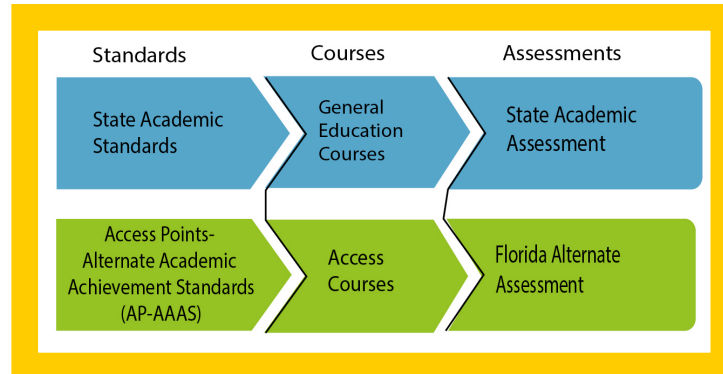 Standards
Courses
Assessments
State Academic
Standards
General
Education
Courses
State Academic
Assessment
Access Points-
Alternate Academic
Achievement Standards
(AP-AAAS)
Access
Courses
Florida Alternate
Assessment